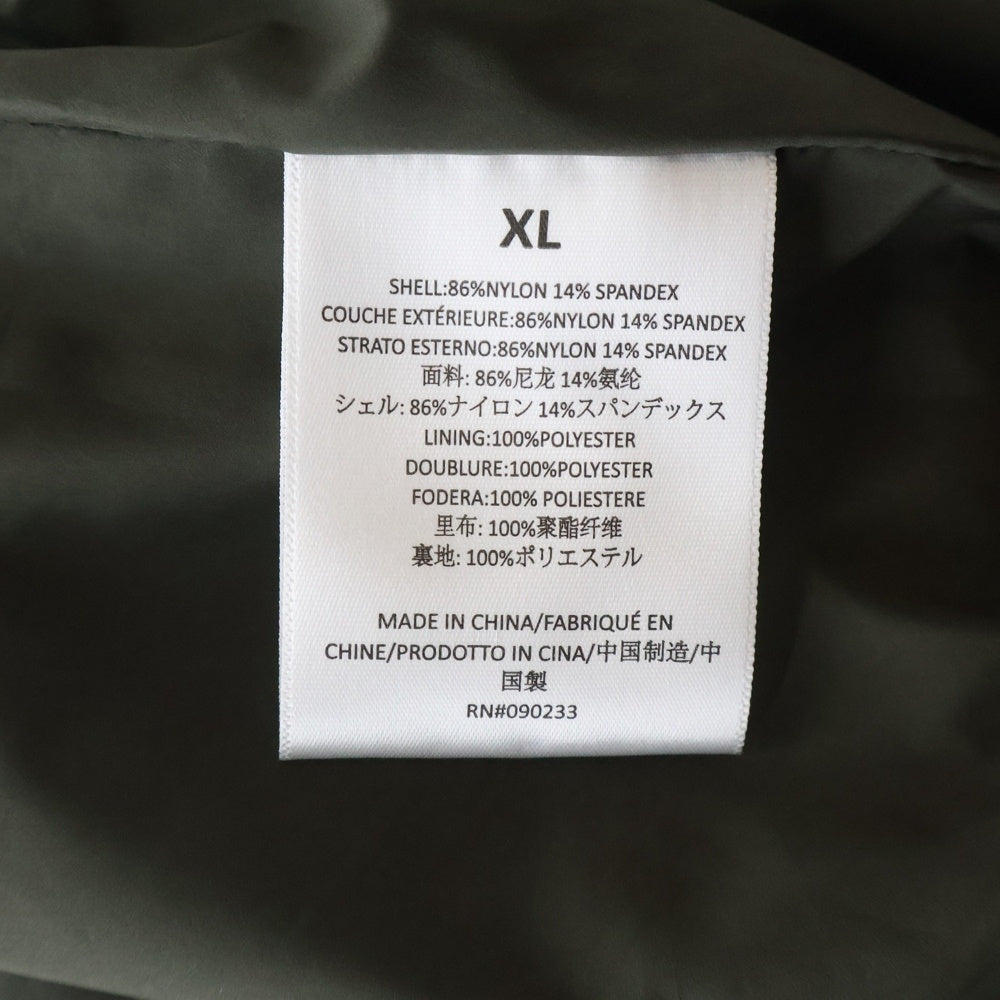 XL
SHELL:86%NYLON 14% SPANDEX
COUCHE EXTÉRIEURE:86%NYLON 14% SPANDEX
STRATO ESTERNO:86%NYLON 14% SPANDEX
面料: 86%尼龙 14%氨纶
シェル: 86%ナイロン 14%スパンデックス
LINING:100%POLYESTER
DOUBLURE:100%POLYESTER
FODERA:100% POLIESTERE
里布: 100%聚酯纤维
裏地: 100%ポリエステル
MADE IN CHINA/FABRIQUÉ EN
CHINE/PRODOTTO IN CINA/中国制造/中
国製
RN#090233